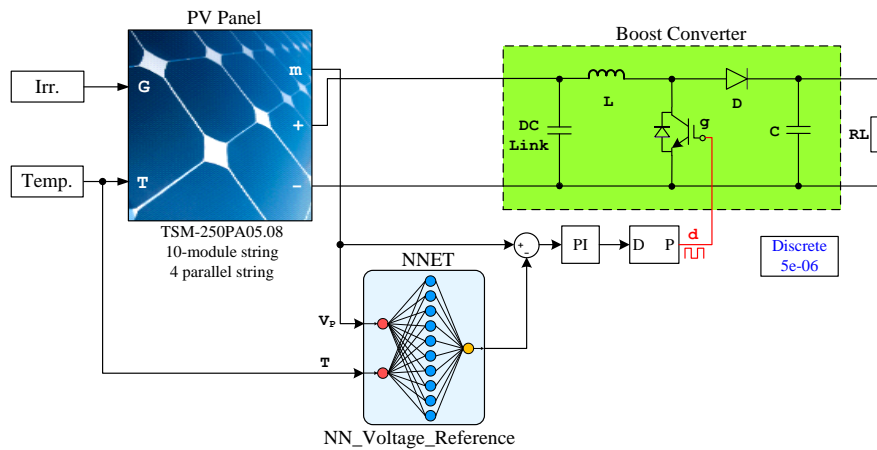 PV Panel
Boost Converter
Irr.
G
m
+
L
D
g
DC
Link
C
RL
Temp.
T
−
TSM-250PA05.08
10-module string
4 parallel string
+
-
PI
D
P
d
Discrete
5e-06
NNET
VP
T
NN_Voltage_Reference